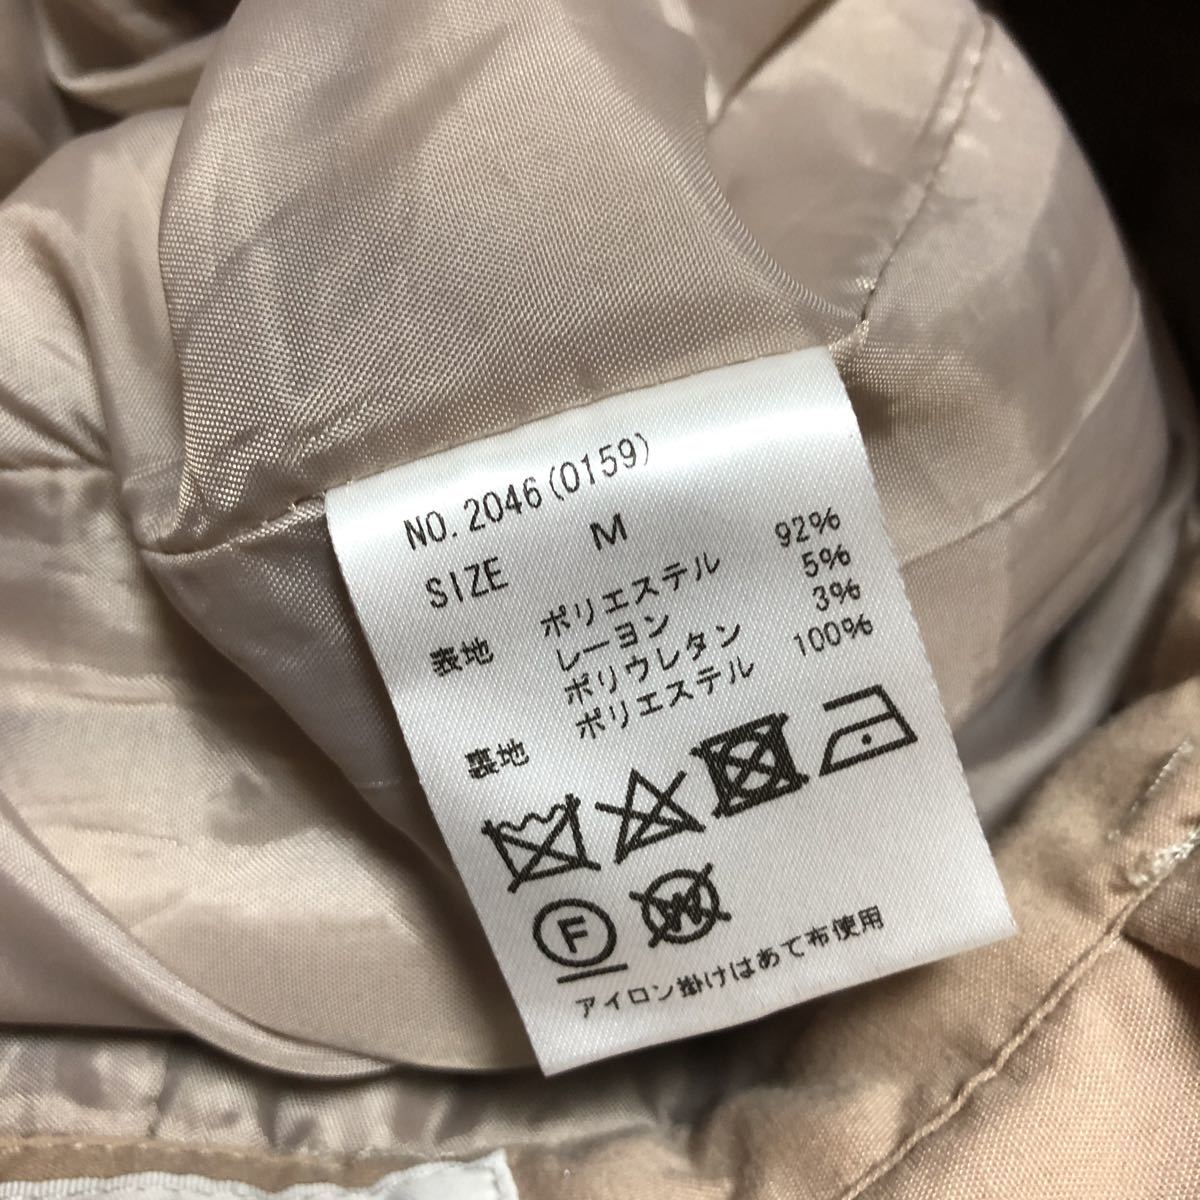 NO. 2046(0159)
SIZE M
表地 ポリエステル 92%
レーヨン 5%
ポリウレタン 3%
裏地 ポリエステル 100%
F W
アイロン掛けはあて布使用